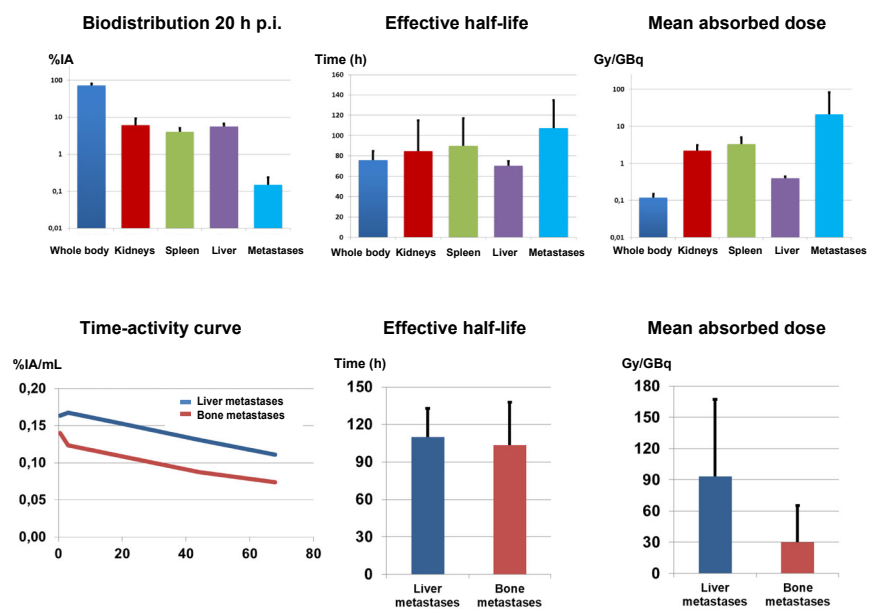 Biodistribution 20 h p.i.
%IA
100
10
1
0,1
0,01
Whole body Kidneys Spleen Liver Metastases
Effective half-life
Time (h)
160
140
120
100
80
60
40
20
0
Whole body Kidneys Spleen Liver Metastases
Mean absorbed dose
Gy/GBq
100
10
1
0,1
0,01
Whole body Kidneys Spleen Liver Metastases
Time-activity curve
%IA/mL
0,20
0,15
0,10
0,05
0,00
0 20 40 60 80
Liver metastases
Bone metastases
Effective half-life
Time (h)
150
120
90
60
30
0
Liver
metastases
Bone
metastases
Mean absorbed dose
Gy/GBq
180
150
120
90
60
30
0
Liver
metastases
Bone
metastases